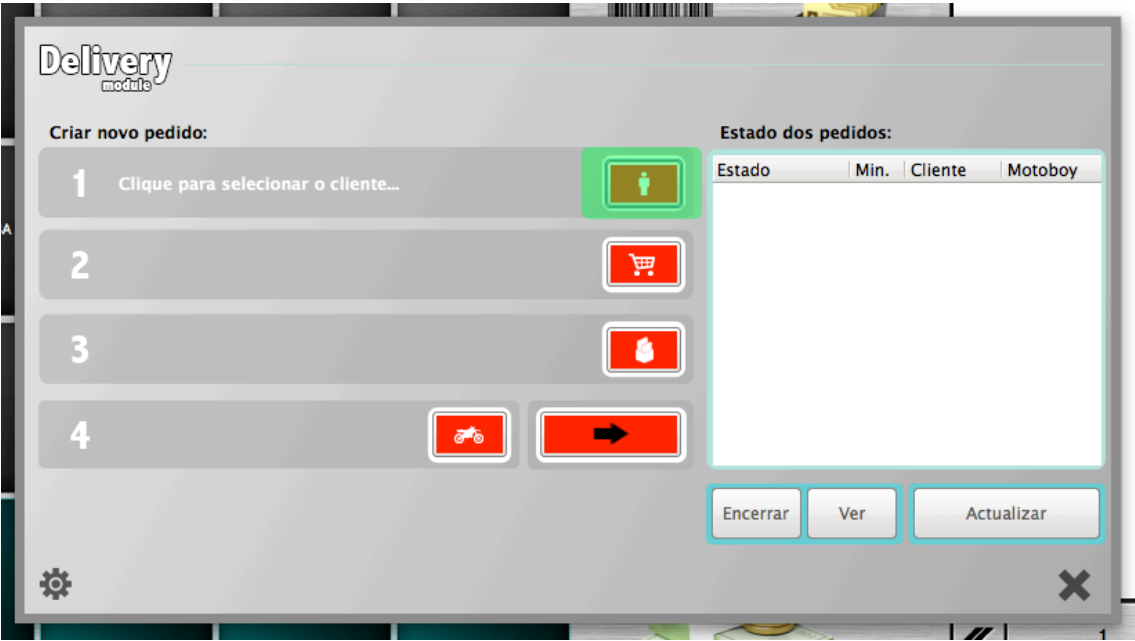 Delivery
module
Criar novo pedido:
1 Clique para selecionar o cliente...
2
3
4
Estado dos pedidos:
Estado Min. Cliente Motoboy
Encerrar Ver Actualizar
A
1